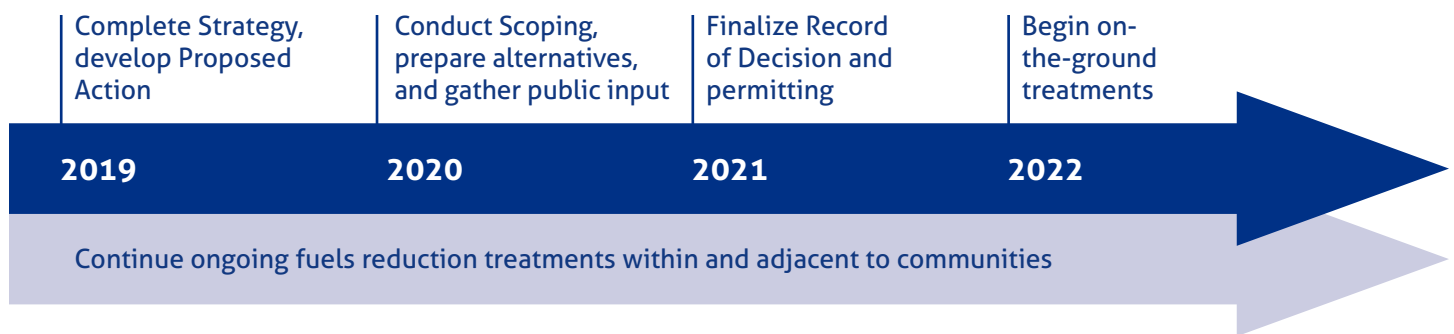 Complete Strategy,
develop Proposed
Action
Conduct Scoping,
prepare alternatives,
and gather public input
Finalize Record
of Decision and
permitting
Begin on-
the-ground
treatments
2019
2020
2021
2022
Continue ongoing fuels reduction treatments within and adjacent to communities